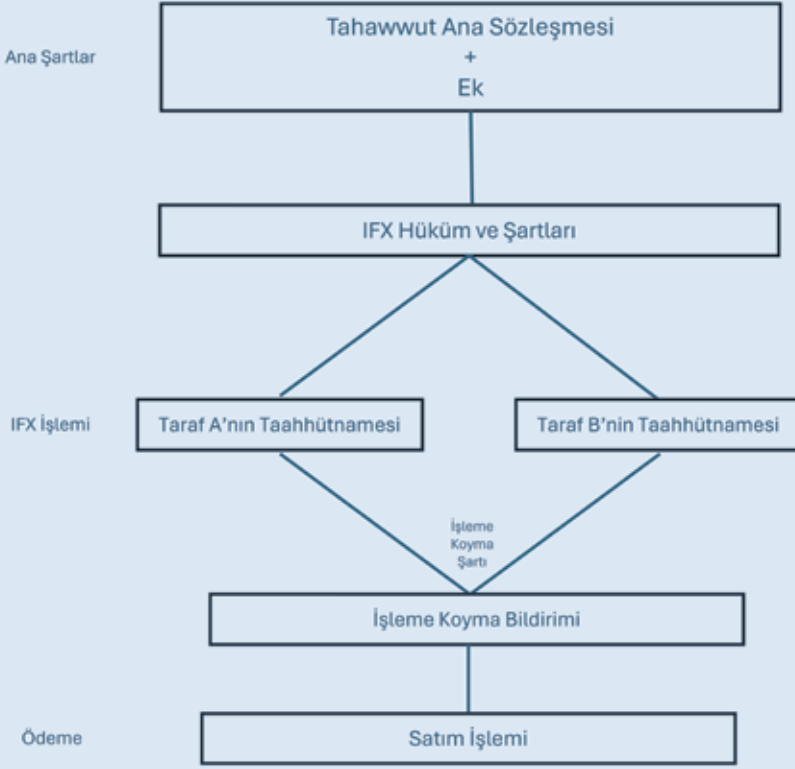 Tahawwut Ana Sözleşmesi
+
Ek
Ana Şartlar
IFX Hüküm ve Şartları
IFX İşlemi
Taraf A’nın Taahhütnamesi
Taraf B’nin Taahhütnamesi
İşleme
Koyma
Şartı
İşleme Koyma Bildirimi
Ödeme
Satım İşlemi